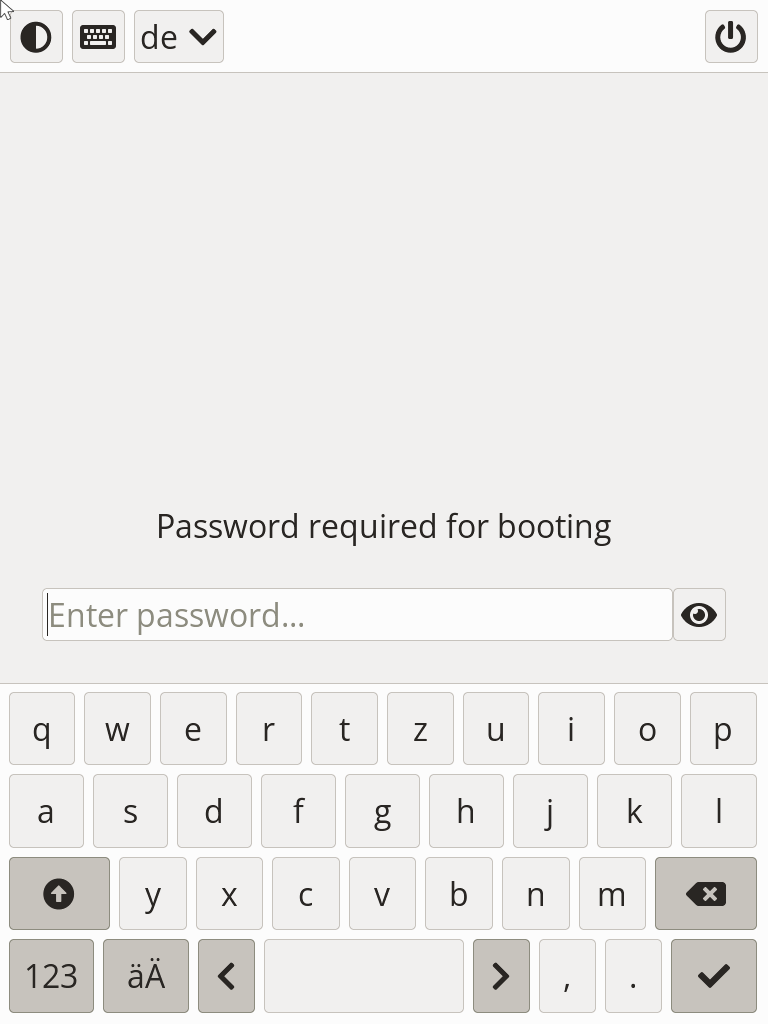 de
Password required for booting
Enter password...
q w e r t z u i o p
a s d f g h j k l
y x c v b n m
123 äÄ , .